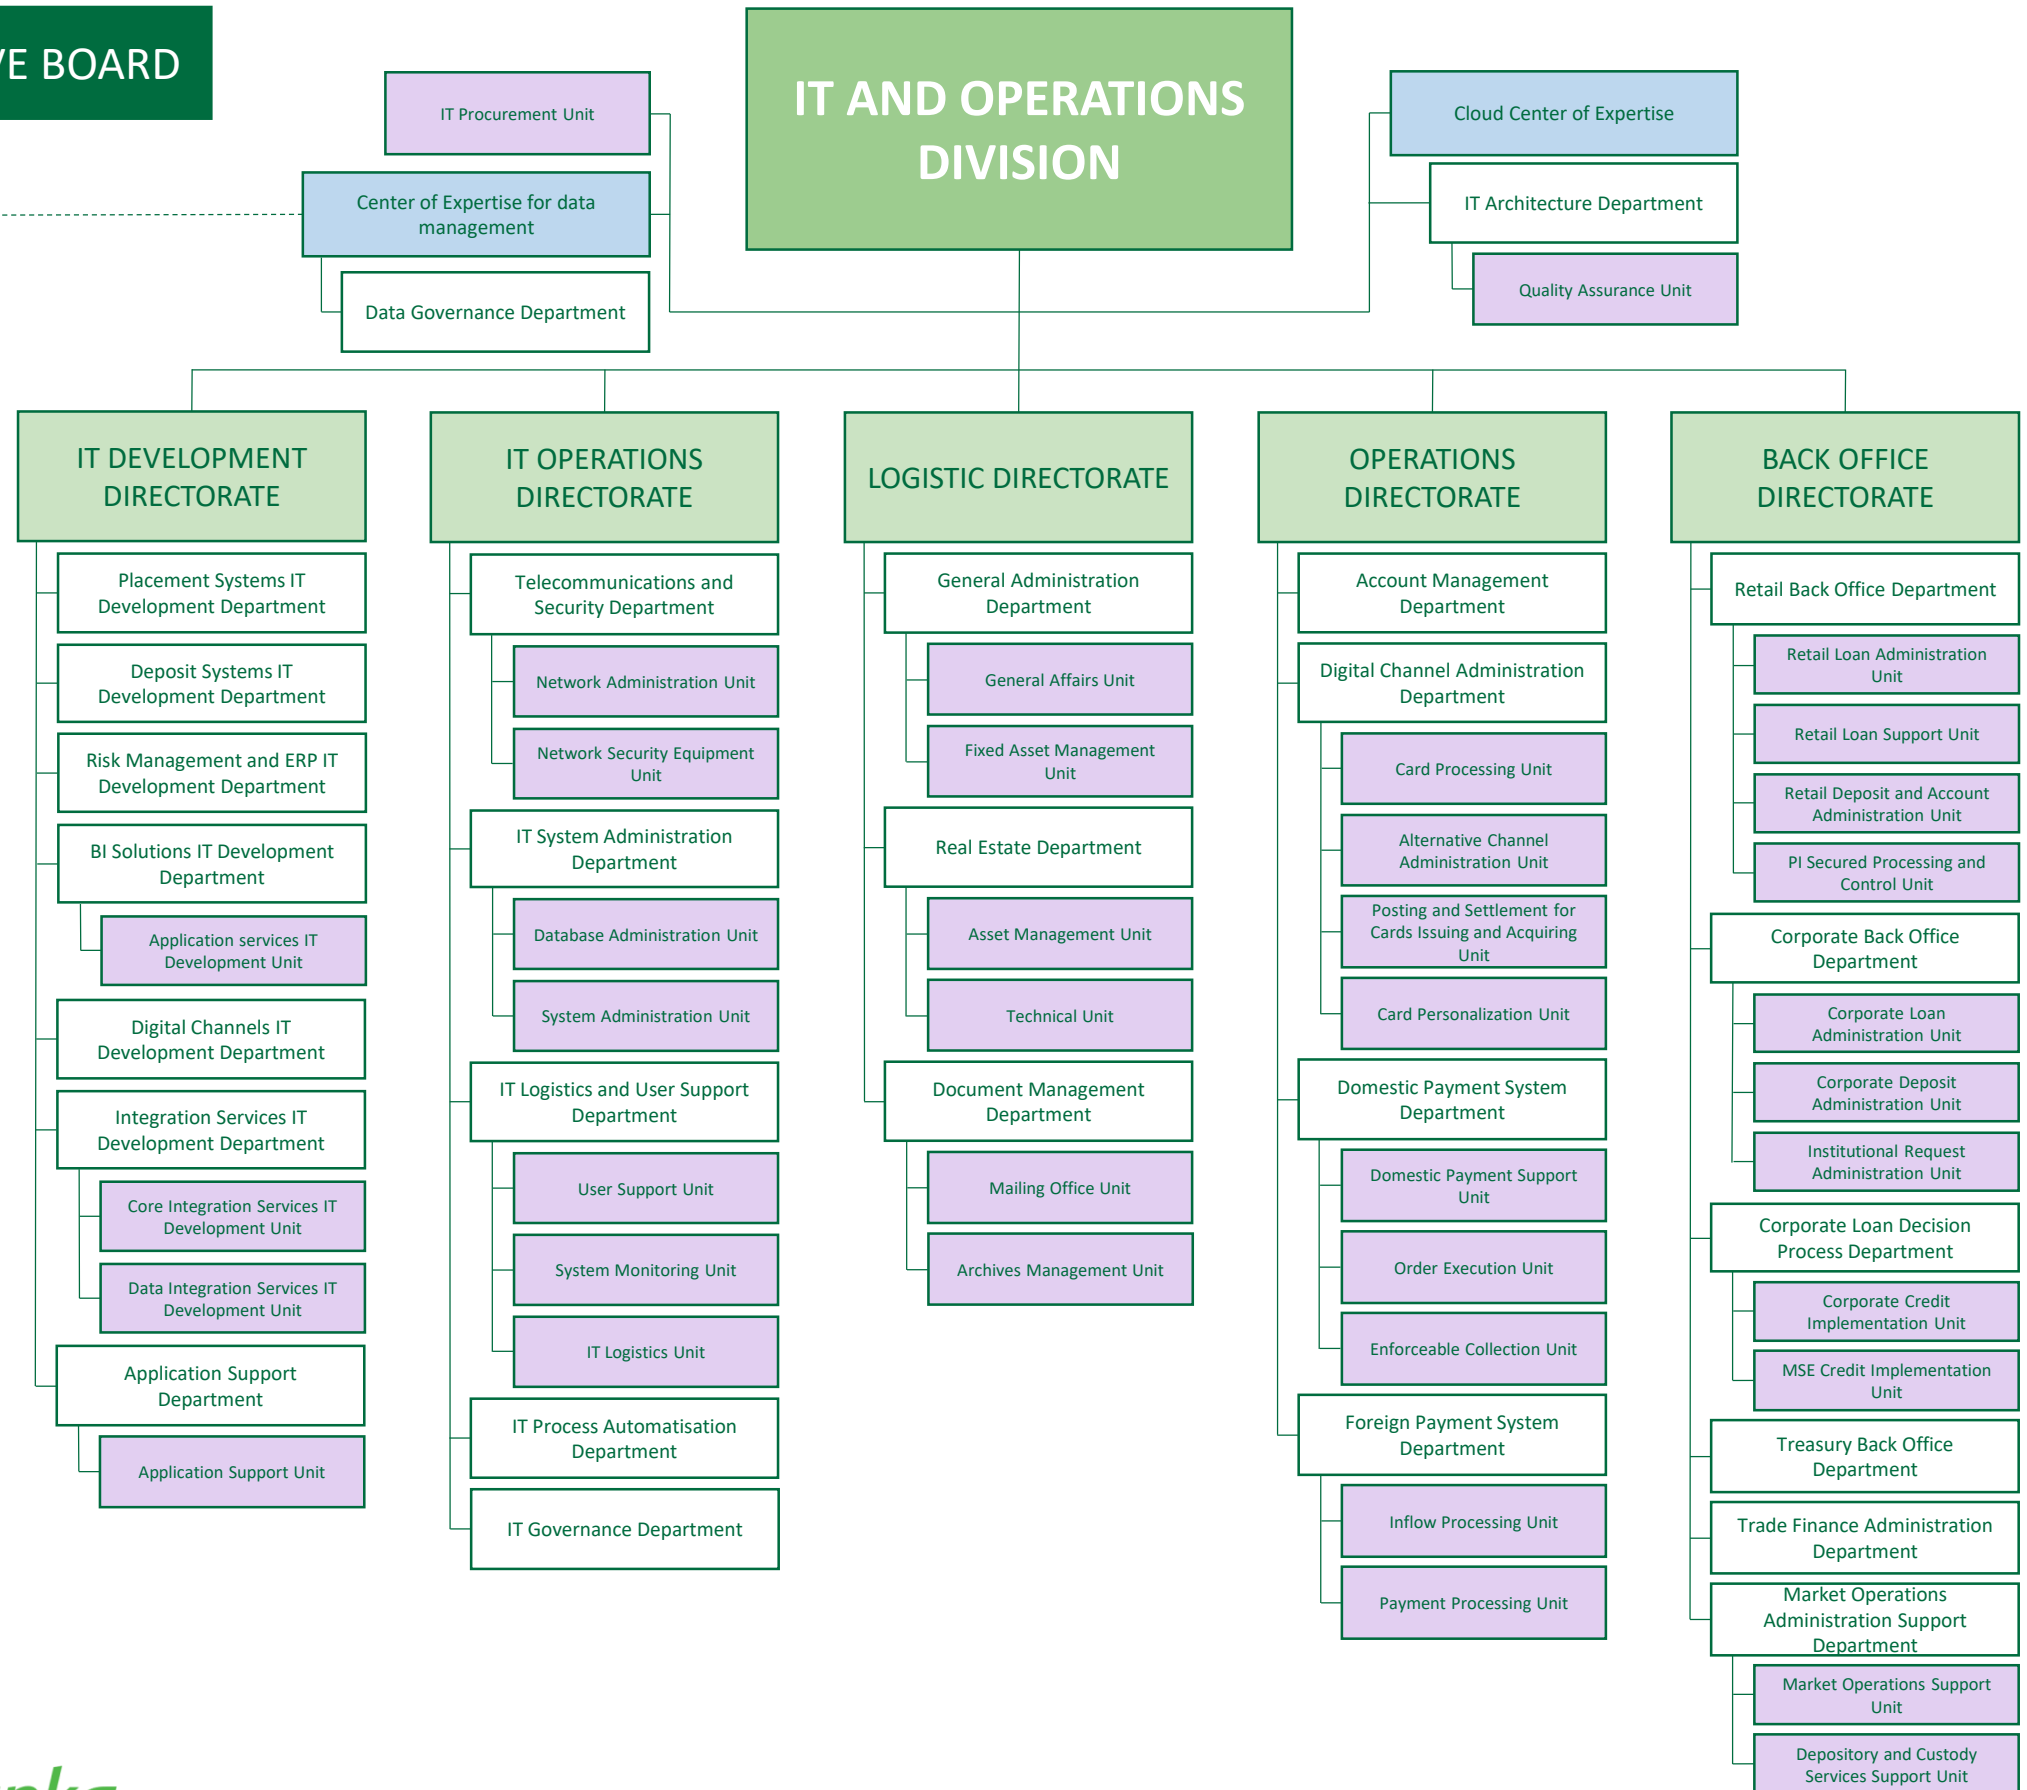 VE BOARD
IT AND OPERATIONS
DIVISION
IT Procurement Unit
Center of Expertise for data
management
Data Governance Department
Cloud Center of Expertise
IT Architecture Department
Quality Assurance Unit
IT DEVELOPMENT
DIRECTORATE
Placement Systems IT
Development Department
Deposit Systems IT
Development Department
Risk Management and ERP IT
Development Department
BI Solutions IT Development
Department
Application services IT
Development Unit
Digital Channels IT
Development Department
Integration Services IT
Development Department
Core Integration Services IT
Development Unit
Data Integration Services IT
Development Unit
Application Support
Department
Application Support Unit
IT OPERATIONS
DIRECTORATE
Telecommunications and
Security Department
Network Administration Unit
Network Security Equipment
Unit
IT System Administration
Department
Database Administration Unit
System Administration Unit
IT Logistics and User Support
Department
User Support Unit
System Monitoring Unit
IT Logistics Unit
IT Process Automatisation
Department
IT Governance Department
LOGISTIC DIRECTORATE
General Administration
Department
General Affairs Unit
Fixed Asset Management
Unit
Real Estate Department
Asset Management Unit
Technical Unit
Document Management
Department
Mailing Office Unit
Archives Management Unit
OPERATIONS
DIRECTORATE
Account Management
Department
Digital Channel Administration
Department
Card Processing Unit
Alternative Channel
Administration Unit
Posting and Settlement for
Cards Issuing and Acquiring
Unit
Card Personalization Unit
Domestic Payment System
Department
Domestic Payment Support
Unit
Order Execution Unit
Enforceable Collection Unit
Foreign Payment System
Department
Inflow Processing Unit
Payment Processing Unit
BACK OFFICE
DIRECTORATE
Retail Back Office Department
Retail Loan Administration
Unit
Retail Loan Support Unit
Retail Deposit and Account
Administration Unit
PI Secured Processing and
Control Unit
Corporate Back Office
Department
Corporate Loan
Administration Unit
Corporate Deposit
Administration Unit
Institutional Request
Administration Unit
Corporate Loan Decision
Process Department
Corporate Credit
Implementation Unit
MSE Credit Implementation
Unit
Treasury Back Office
Department
Trade Finance Administration
Department
Market Operations
Administration Support
Department
Market Operations Support
Unit
Depository and Custody
Services Support Unit